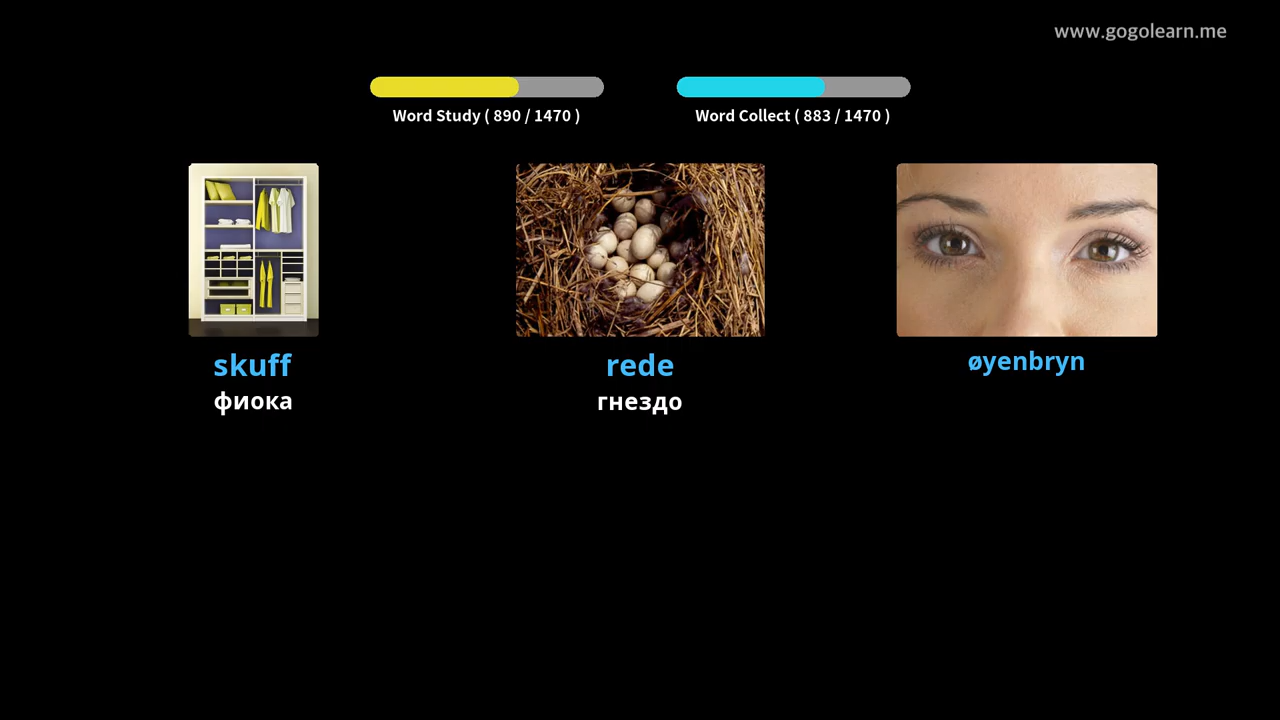 www.gogolearn.me
Word Study ( 890 / 1470 )
Word Collect ( 883 / 1470 )
skuff
фиока
rede
гнездо
øyenbryn